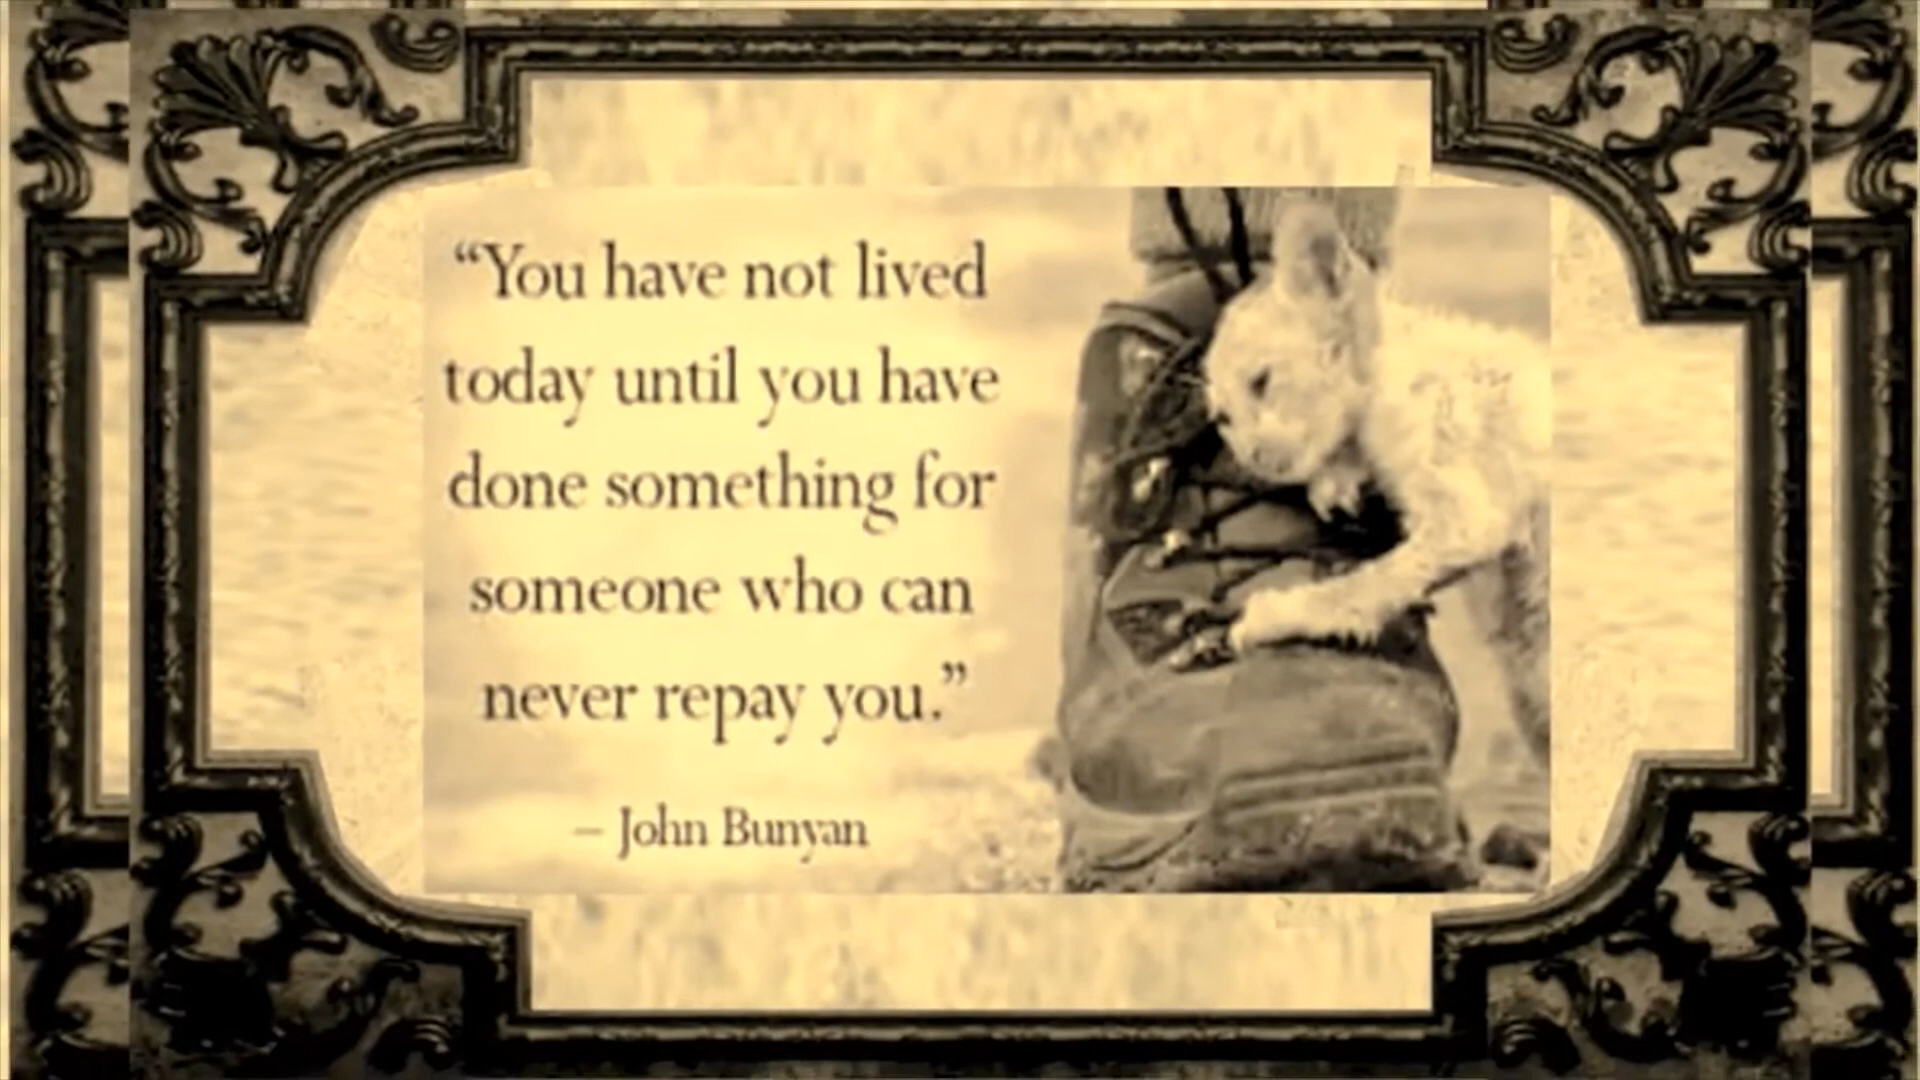 “You have not lived
today until you have
done something for
someone who can
never repay you.”
– John Bunyan